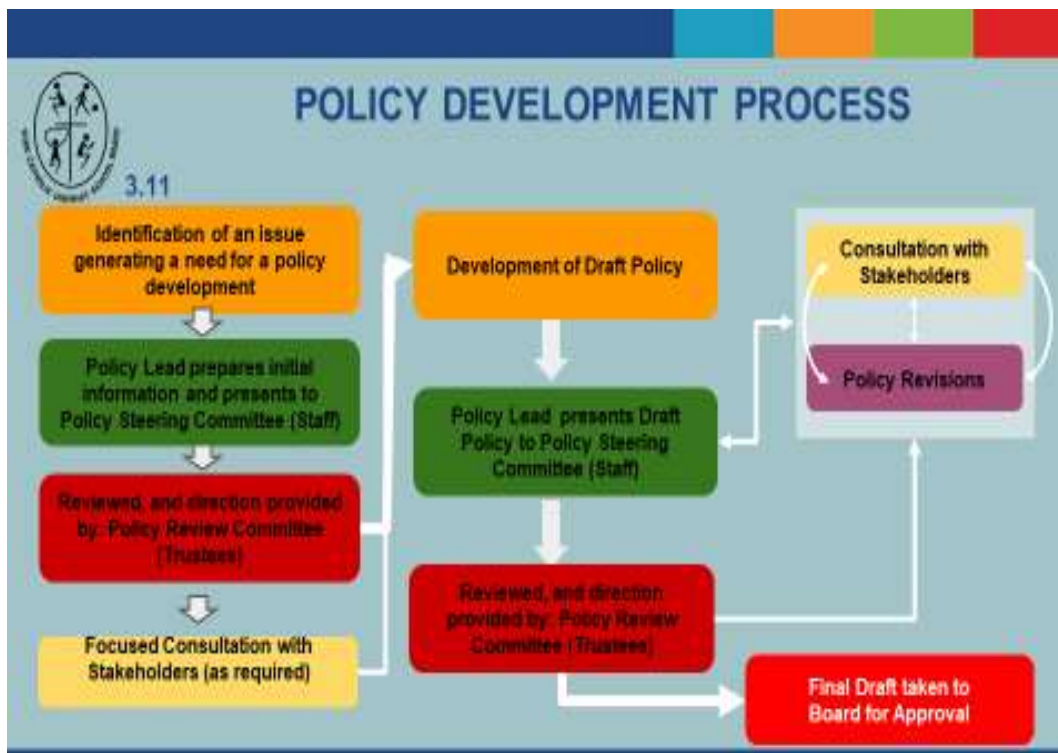 POLICY DEVELOPMENT PROCESS
3.11
Identification of an issue
generating a need for a policy
development
Policy Lead prepares initial
information and presents to
Policy Steering Committee (Staff)
Reviewed, and direction provided
by: Policy Review Committee
(Trustees)
Focused Consultation with
Stakeholders (as required)
Development of Draft Policy
Policy Lead presents Draft
Policy to Policy Steering
Committee (Staff)
Reviewed, and direction
provided by: Policy Review
Committee (Trustees)
Consultation with
Stakeholders
Policy Revisions
Final Draft taken to
Board for Approval